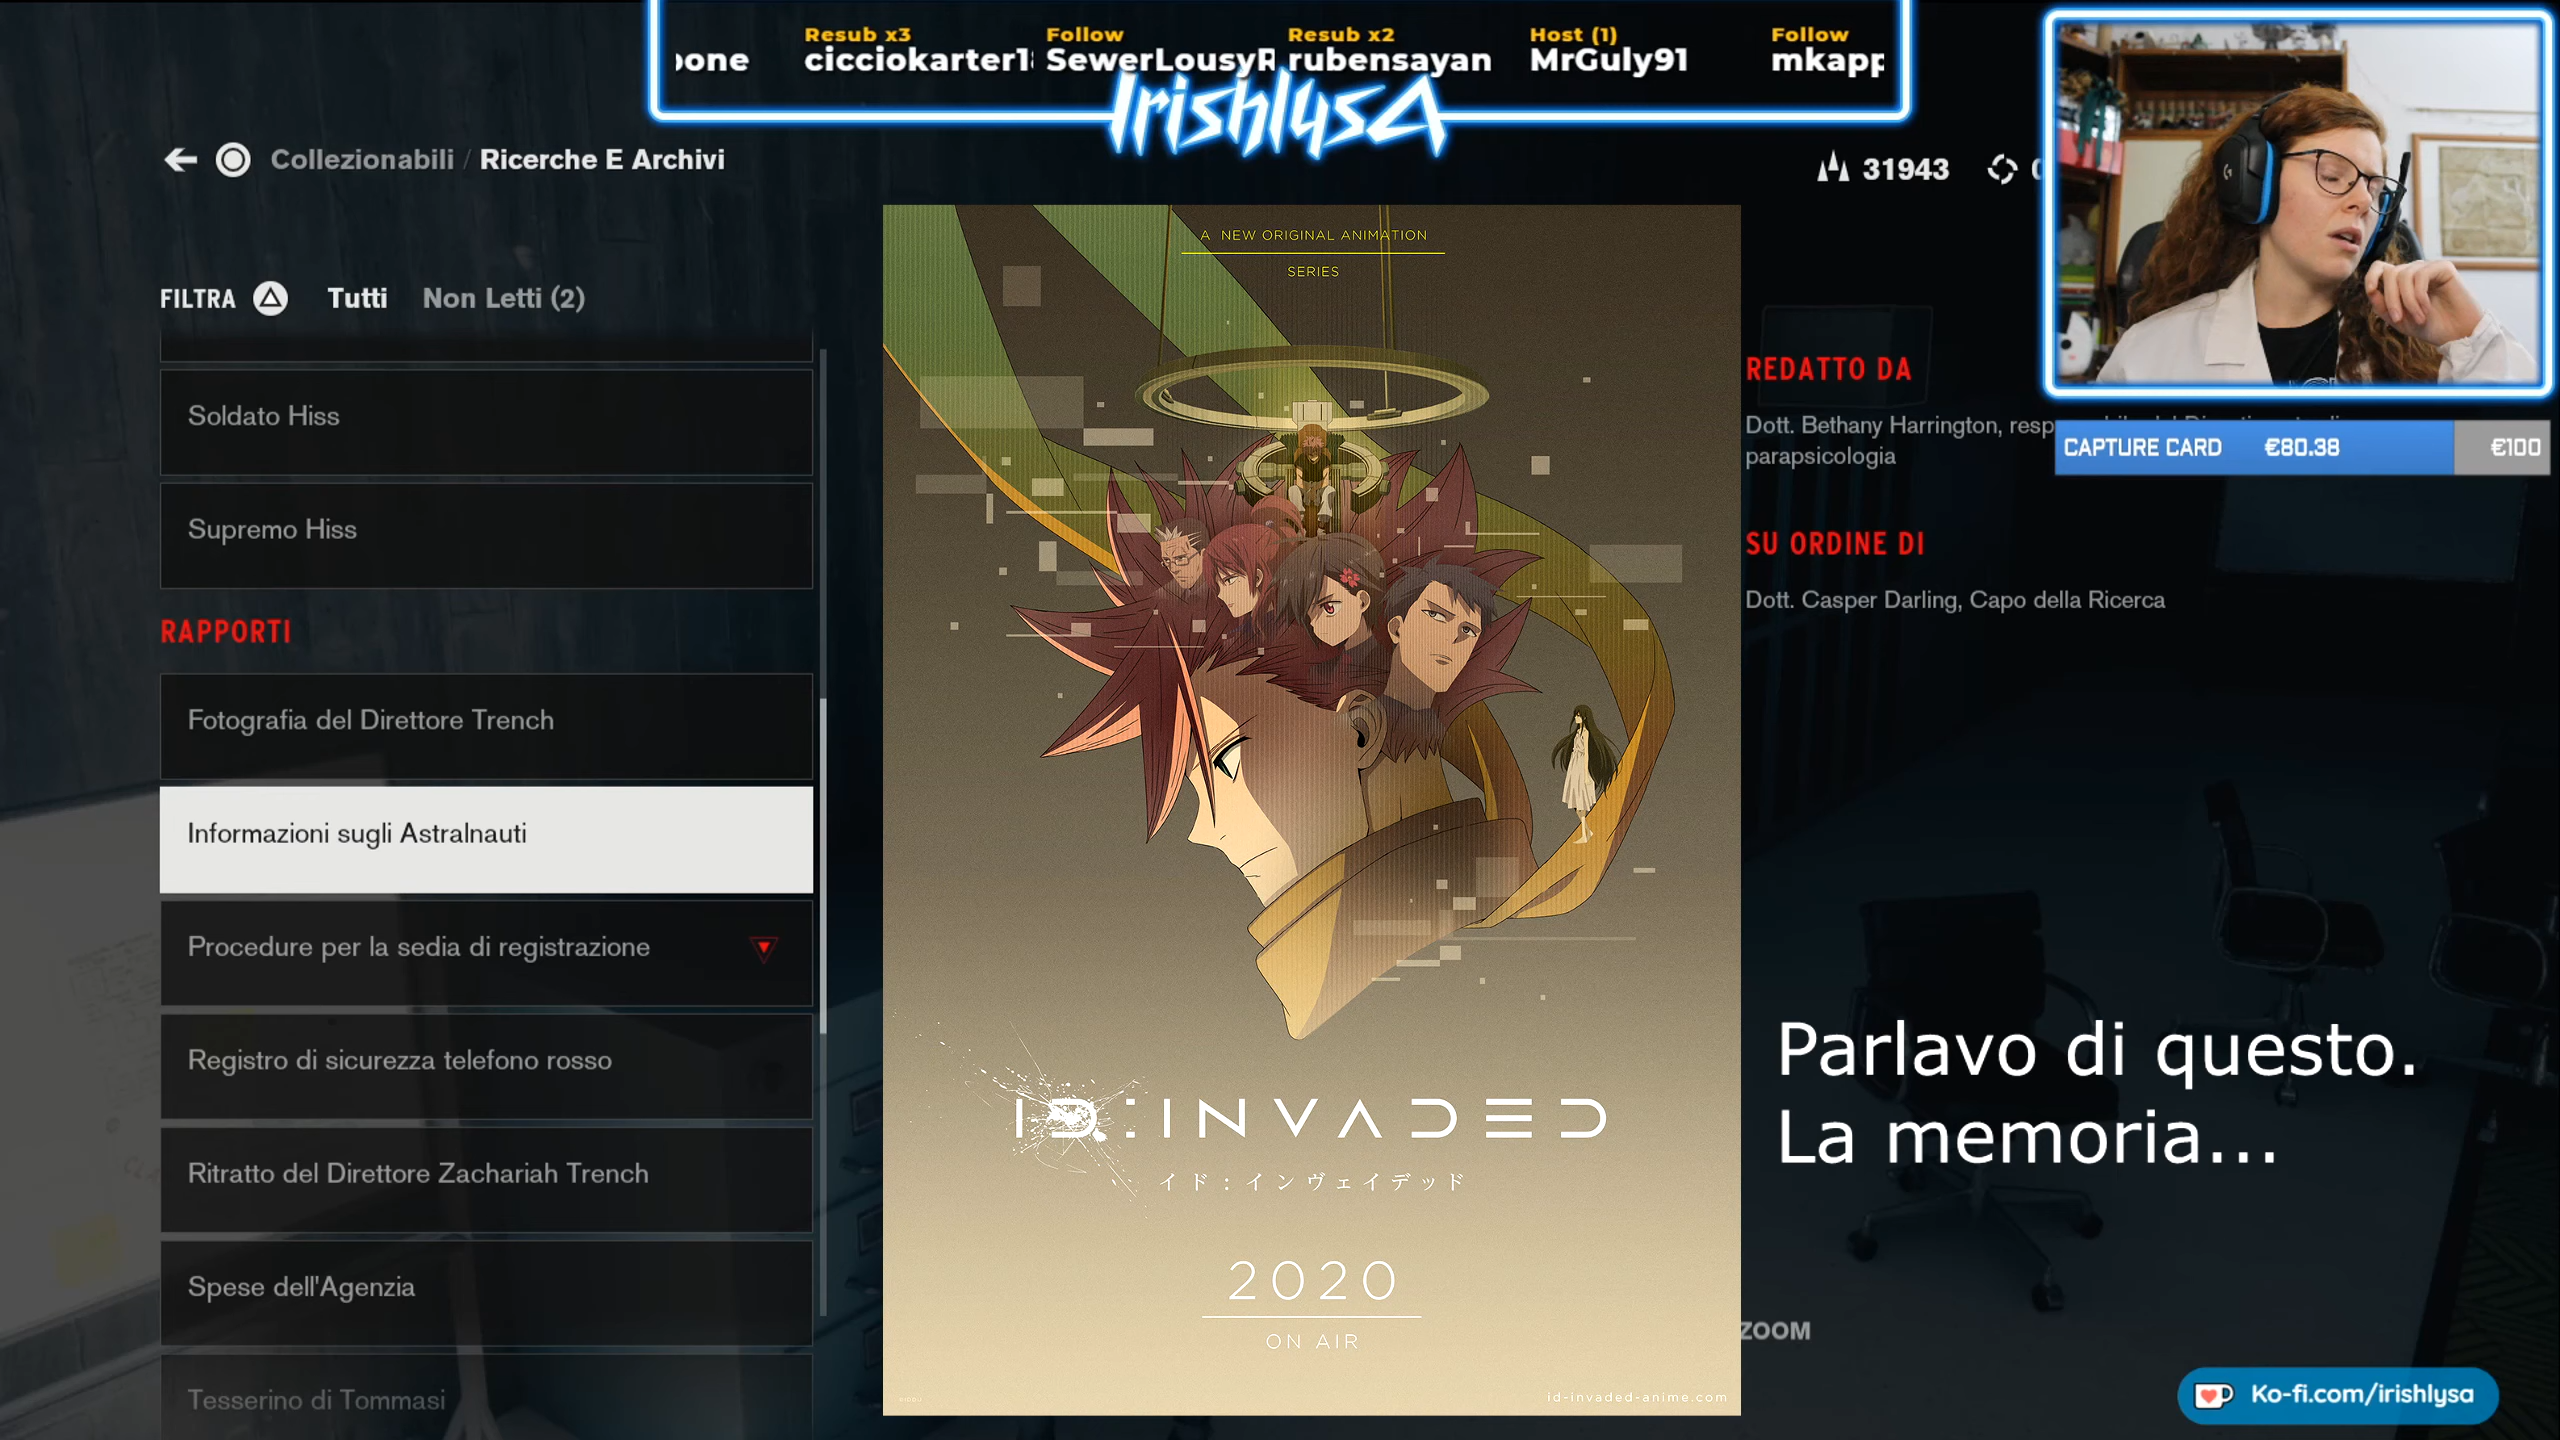 Resub x3
Follow
Resub x2
Host (1)
Follow
cicciokarter1
SewerLousyR
rubensayan
MrGuly91
mkapp
IrishlysA
Collezionabili / Ricerche E Archivi
31943
FILTRA
Tutti
Non Letti (2)
Soldato Hiss
Supremo Hiss
RAPPORTI
Fotografia del Direttore Trench
Informazioni sugli Astralnauti
Procedure per la sedia di registrazione
Registro di sicurezza telefono rosso
Ritratto del Direttore Zachariah Trench
Spese dell'Agenzia
Tesserino di Tommasi
A NEW ORIGINAL ANIMATION
SERIES
ID:INVADED
イド：インヴェイデッド
2020
ON AIR
id-invaded-anime.com
REDATTO DA
Dott. Bethany Harrington,
parapsicologia
CAPTURE CARD €80.38 €100
SU ORDINE DI
Dott. Casper Darling, Capo della Ricerca
Parlavo di questo.
La memoria...
ZOOM
Ko-fi.com/irishlysa